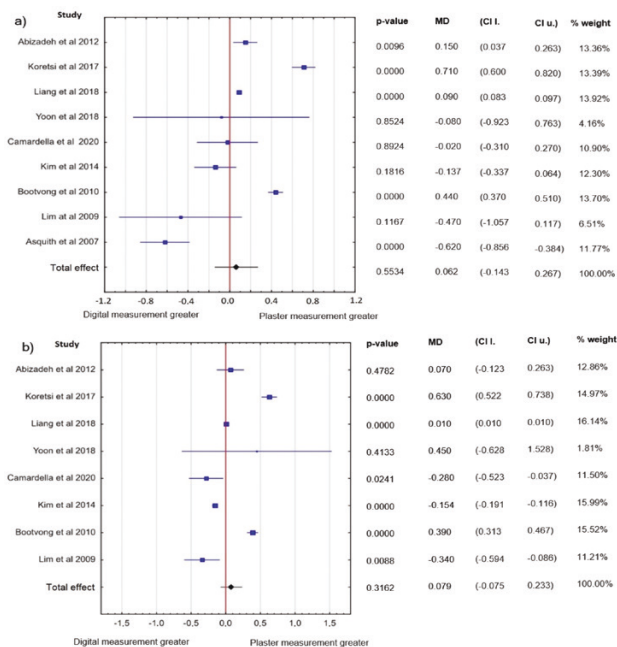 a)
Study p-value MD (CI l. CI u.) % weight
Abizadeh et al 2012 0.0096 0.150 (0.037 0.263) 13.36%
Koretsi et al 2017 0.0000 0.710 (0.600 0.820) 13.39%
Liang et al 2018 0.0000 0.090 (0.083 0.097) 13.92%
Yoon et al 2018 0.8524 -0.080 (-0.923 0.763) 4.16%
Camardella et al 2020 0.8924 -0.020 (-0.310 0.270) 10.90%
Kim et al 2014 0.1816 -0.137 (-0.337 0.064) 12.30%
Bootvong et al 2010 0.0000 0.440 (0.370 0.510) 13.70%
Lim at al 2009 0.1167 -0.470 (-1.057 0.117) 6.51%
Asquith et al 2007 0.0000 -0.620 (-0.856 -0.384) 11.77%
Total effect 0.5534 0.062 (-0.143 0.267) 100.00%
-1.2 -0.8 -0.4 0.0 0.4 0.8 1.2
Digital measurement greater Plaster measurement greater
b)
Study p-value MD (CI l. CI u.) % weight
Abizadeh et al 2012 0.4782 0.070 (-0.123 0.263) 12.86%
Koretsi et al 2017 0.0000 0.630 (0.522 0.738) 14.97%
Liang et al 2018 0.0000 0.010 (0.010 0.010) 16.14%
Yoon et al 2018 0.4133 0.450 (-0.628 1.528) 1.81%
Camardella et al 2020 0.0241 -0.280 (-0.523 -0.037) 11.50%
Kim et al 2014 0.0000 -0.154 (-0.191 -0.116) 15.99%
Bootvong et al 2010 0.0000 0.390 (0.313 0.467) 15.52%
Lim et al 2009 0.0088 -0.340 (-0.594 -0.086) 11.21%
Total effect 0.3162 0.079 (-0.075 0.233) 100.00%
-1,5 -1,0 -0,5 0,0 0,5 1,0 1,5
Digital measurement greater Plaster measurement greater